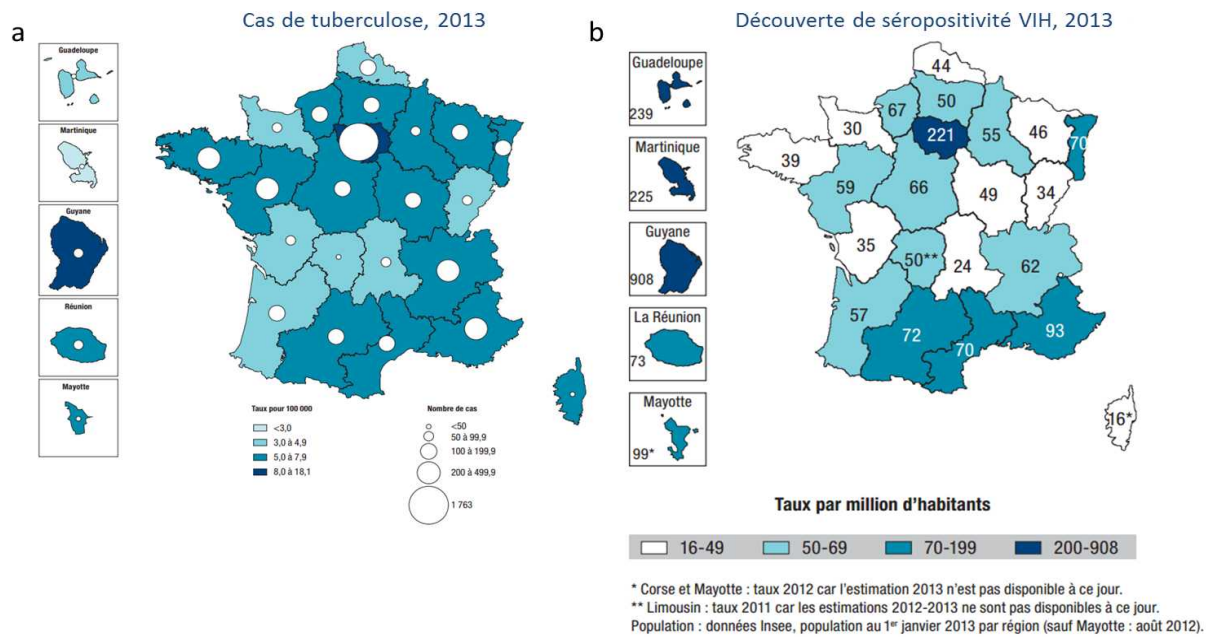 Cas de tuberculose, 2013
a
Guadeloupe
Martinique
Guyane
Réunion
Mayotte
Taux pour 100 000
<3,0
3,0 à 4,9
5,0 à 7,9
8,0 à 18,1
Nombre de cas
<50
50 à 99,9
100 à 199,9
200 à 499,9
1 763
Découverte de séropositivité VIH, 2013
b
Guadeloupe
239
Martinique
225
Guyane
908
La Réunion
73
Mayotte
99*
44
67
50
30
221
55
46
70
39
59
66
49
34
35
50**
24
62
57
72
70
93
16*
Taux par million d'habitants
16-49
50-69
70-199
200-908
* Corse et Mayotte : taux 2012 car l'estimation 2013 n'est pas disponible à ce jour.
** Limousin : taux 2011 car les estimations 2012-2013 ne sont pas disponibles à ce jour.
Population : données Insee, population au 1er janvier 2013 par région (sauf Mayotte : août 2012).